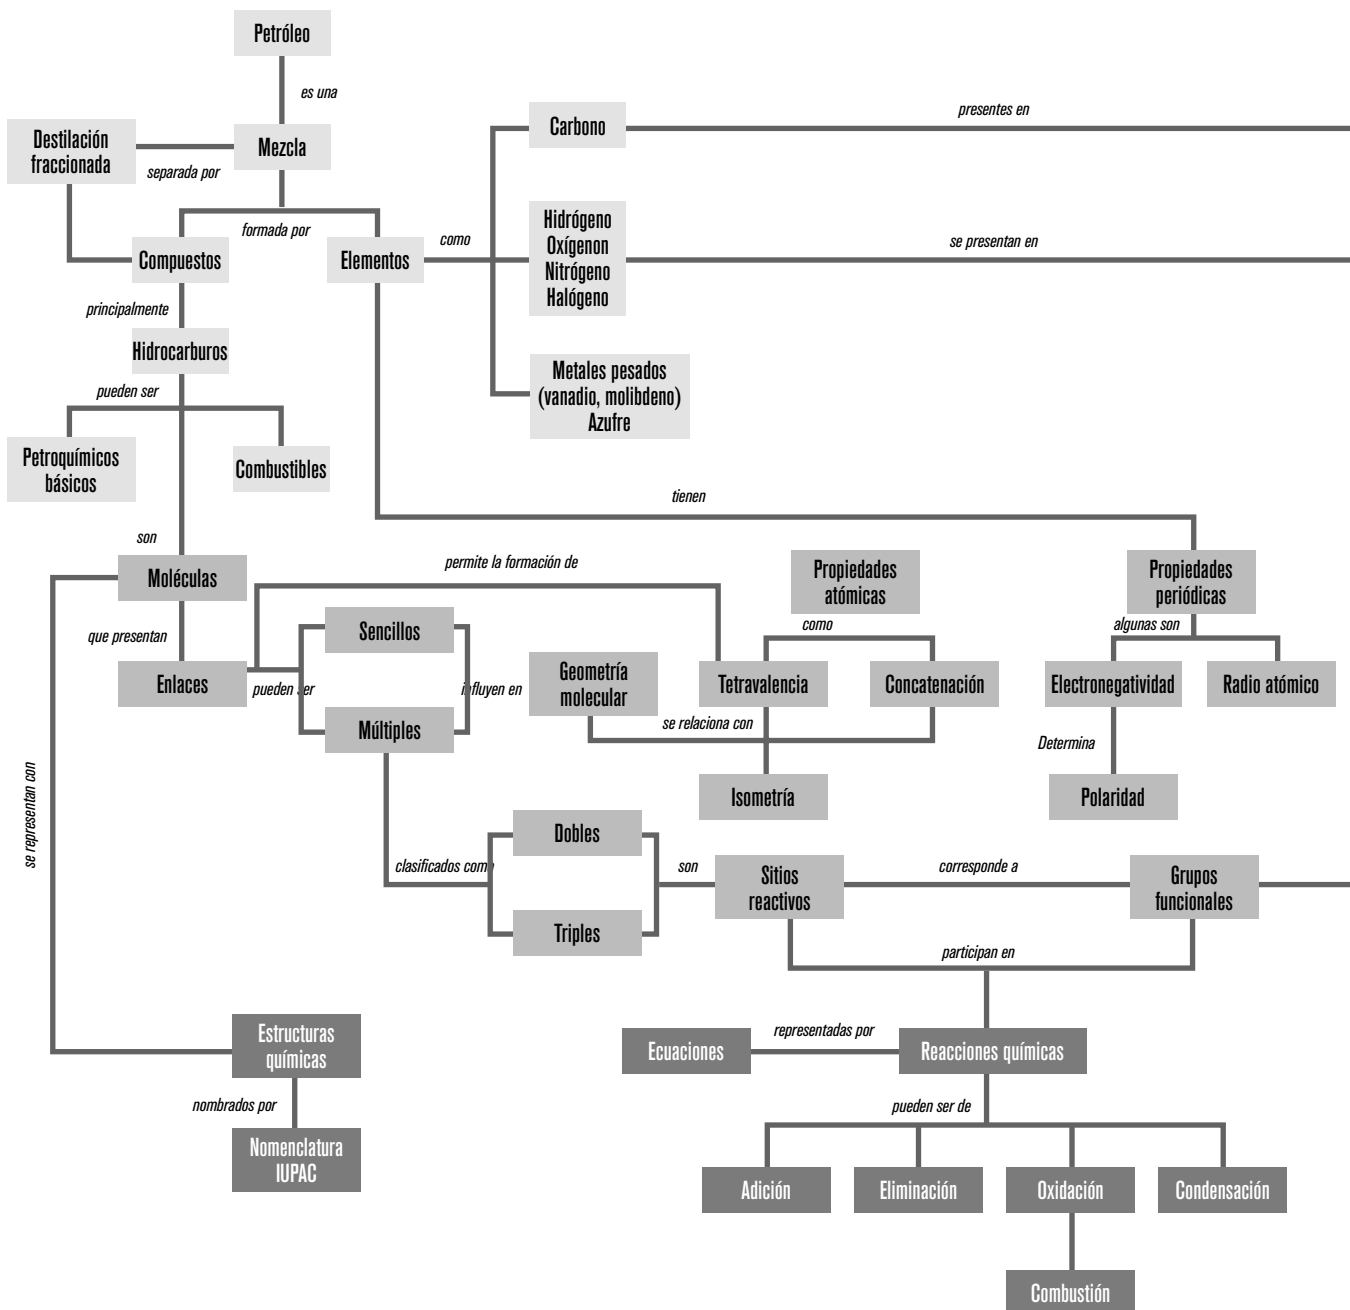 Petróleo
es una
Carbono
presentes en
Destilación
fraccionada
Mezcla
separada por
Hidrógeno
Oxígenon
Nitrógeno
Halógeno
formada por
como
se presentan en
Compuestos
Elementos
principalmente
Hidrocarburos
Metales pesados
(vanadio, molibdeno)
Azufre
pueden ser
Petroquímicos
básicos
Combustibles
tienen
son
Moléculas
permite la formación de
Propiedades
atómicas
Propiedades
periódicas
Sencillos
como
algunas son
que presentan
Enlaces
pueden ser
influyen en
Geometría
molecular
Tetravalencia
Concatenación
Electronegatividad
Radio atómico
Múltiples
se relaciona con
Determina
se representan con
Isometría
Polaridad
Dobles
clasificados como
son
Sitios
reactivos
corresponde a
Grupos
funcionales
Triples
participan en
Estructuras
químicas
Ecuaciones
representadas por
Reacciones químicas
nombrados por
pueden ser de
Nomenclatura
IUPAC
Adición
Eliminación
Oxidación
Condensación
Combustión